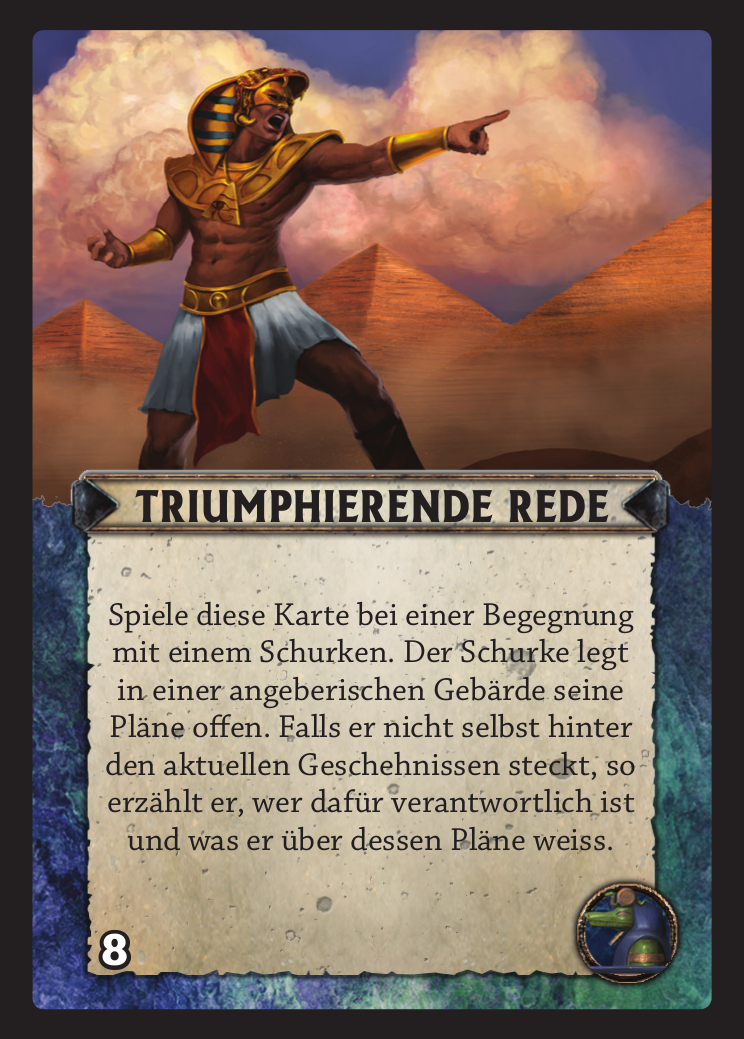 TRIUMPHIERENDE REDE
Spiele diese Karte bei einer Begegnung
mit einem Schurken. Der Schurke legt
in einer angeberischen Gebärde seine
Pläne offen. Falls er nicht selbst hinter
den aktuellen Geschehnissen steckt, so
erzählt er, wer dafür verantwortlich ist
und was er über dessen Pläne weiss.
8